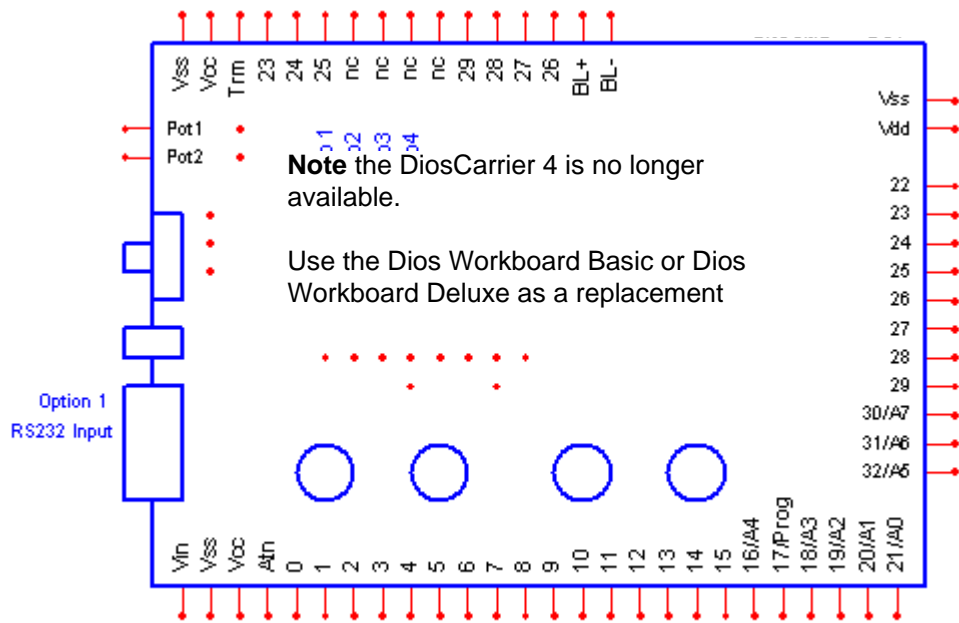 Vss Vcc Trm 23 24 25 nc nc nc nc 29 28 27 26 BL+ BL-
Vss
Vdd
Pot1
Pot2
Note the DiosCarrier 4 is no longer
available.
Use the Dios Workboard Basic or Dios
Workboard Deluxe as a replacement
22
23
24
25
26
27
28
29
30/A7
31/A6
32/A5
Option 1
RS232 Input
Vin Vss Vcc Atn 0 1 2 3 4 5 6 7 8 9 10 11 12 13 14 15 16/A4 17/Prog 18/A3 19/A2 20/A1 21/A0